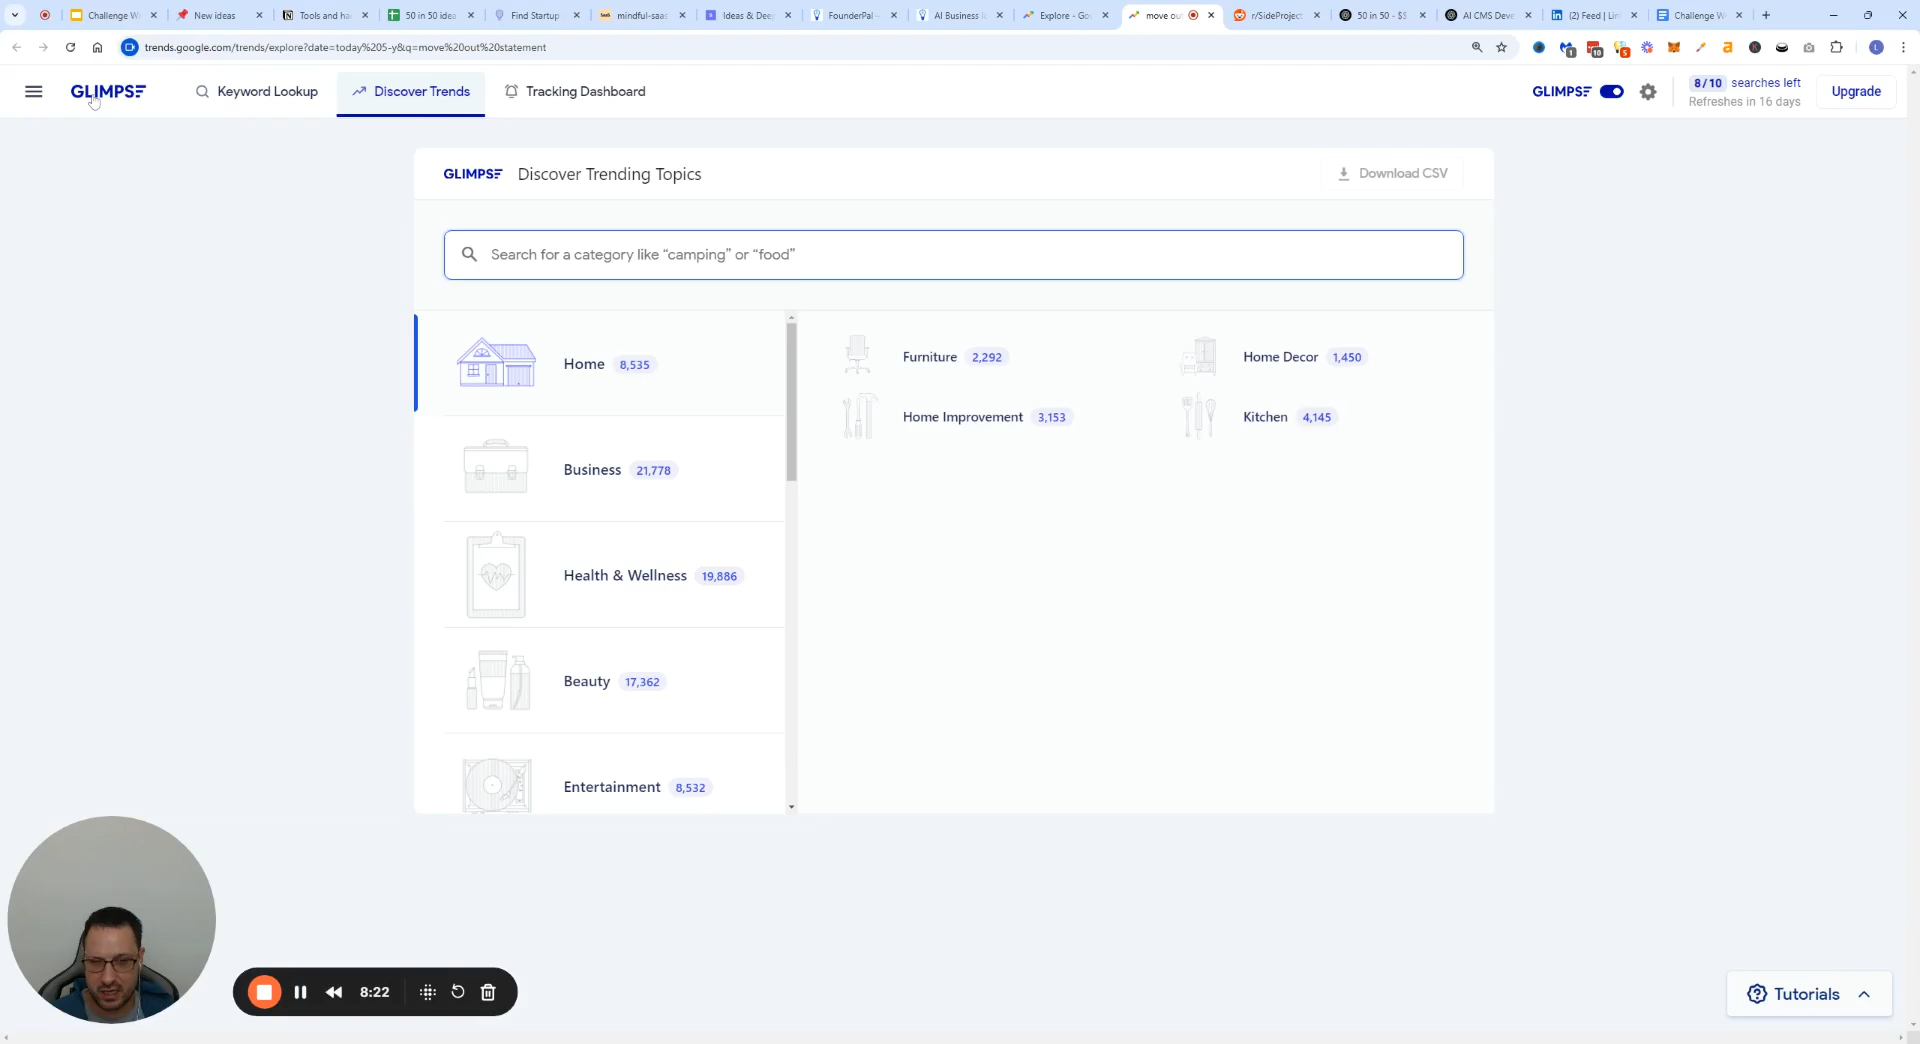 Challenge W
New ideas
Tools and ha
50 in 50 idea
Find Startup
mindful-saas
Ideas & Dee
FounderPal -
AI Business I
Explore - Go
move ou
r/SideProjec
50 in 50 - $$
AI CMS Deve
(2) Feed | Lin
Challenge W
trends.google.com/trends/explore?date=today%205-y&q=move%20out%20statement
GLIMPSE
Keyword Lookup
Discover Trends
Tracking Dashboard
GLIMPSE
8/10 searches left
Refreshes in 16 days
Upgrade
GLIMPSE Discover Trending Topics
Download CSV
Search for a category like “camping” or “food”
Home 8,535
Business 21,778
Health & Wellness 19,886
Beauty 17,362
Entertainment 8,532
Furniture 2,292
Home Decor 1,450
Home Improvement 3,153
Kitchen 4,145
8:22
Tutorials